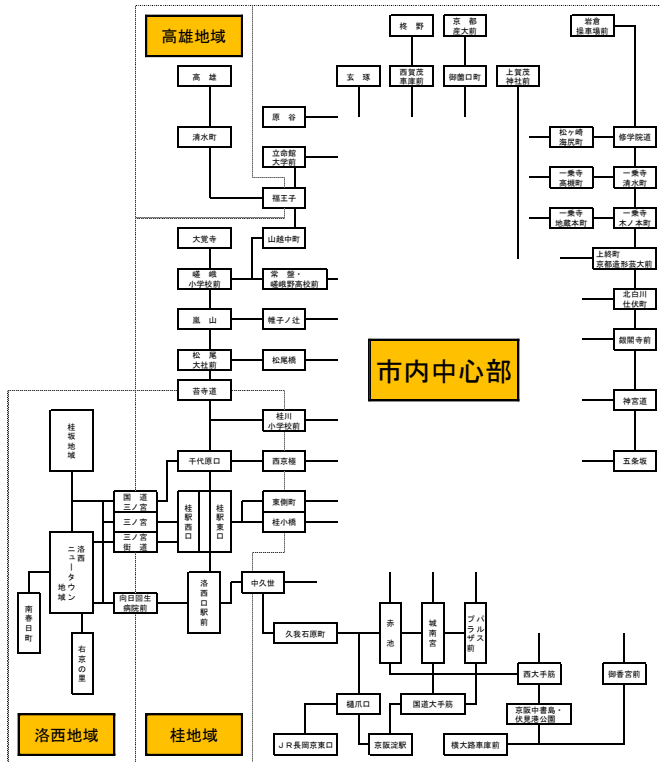 高雄地域
高　雄
清水町
原　谷
立命館
大学前
福王子
山越中町
大覚寺
嵯　峨
小学校前
常　盤・
嵯峨野高校前
嵐　山
帷子ノ辻
松　尾
大社前
松尾橋
苔寺道
桂川
小学校前
千代原口
西京極
柊　野
京　都
産大前
玄　琢
西賀茂
車庫前
御薗口町
上賀茂
神社前
岩倉
操車場前
松ヶ崎
海尻町
修学院道
一乗寺
高槻町
一乗寺
清水町
一乗寺
地蔵本町
一乗寺
木ノ本町
上終町
京都造形芸大前
北白川
仕伏町
銀閣寺前
神宮道
五条坂
市内中心部
桂坂地域
国　道
三ノ宮
三ノ宮
三ノ宮
街　道
桂駅西口
桂駅東口
東側町
桂小橋
洛西
ニュータウン
地域
向日回生
病院前
洛西口駅前
中久世
南春日町
右京の里
久我石原町
赤池
城南宮
パルス
プラザ前
西大手筋
御香宮前
樋爪口
国道大手筋
京阪中書島・
伏見港公園
ＪＲ長岡京東口
京阪淀駅
横大路車庫前
洛西地域
桂地域